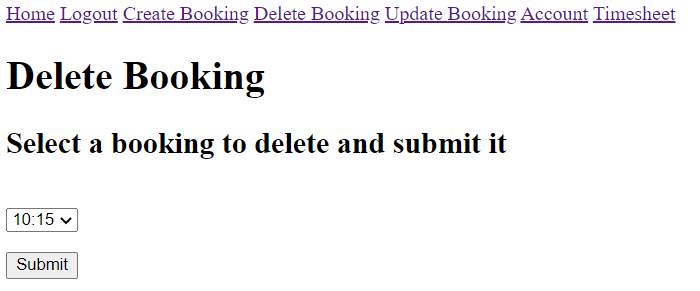 Home Logout Create Booking Delete Booking Update Booking Account Timesheet
Delete Booking
Select a booking to delete and submit it
10:15
Submit